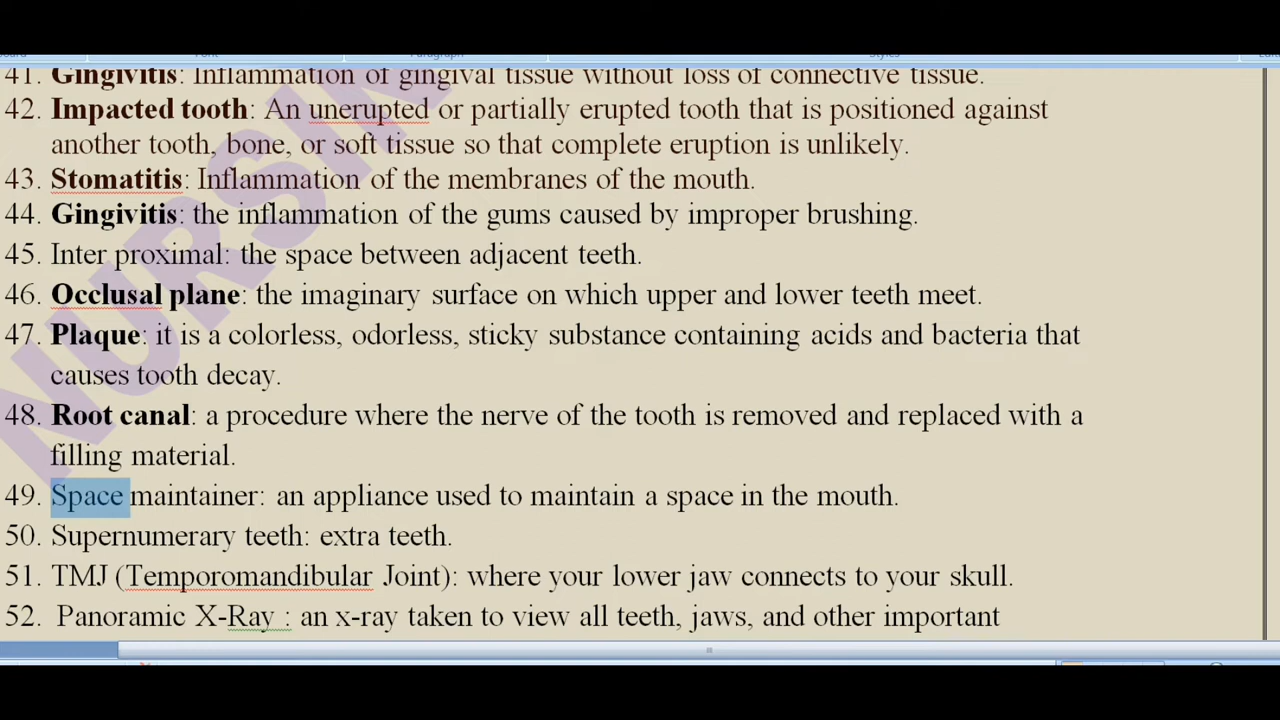 Font
Paragraph
Styles
41. Gingivitis: Inflammation of gingival tissue without loss of connective tissue.
42. Impacted tooth: An unerupted or partially erupted tooth that is positioned against
another tooth, bone, or soft tissue so that complete eruption is unlikely.
43. Stomatitis: Inflammation of the membranes of the mouth.
44. Gingivitis: the inflammation of the gums caused by improper brushing.
45. Inter proximal: the space between adjacent teeth.
46. Occlusal plane: the imaginary surface on which upper and lower teeth meet.
47. Plaque: it is a colorless, odorless, sticky substance containing acids and bacteria that
causes tooth decay.
48. Root canal: a procedure where the nerve of the tooth is removed and replaced with a
filling material.
49. Space maintainer: an appliance used to maintain a space in the mouth.
50. Supernumerary teeth: extra teeth.
51. TMJ (Temporomandibular Joint): where your lower jaw connects to your skull.
52. Panoramic X-Ray : an x-ray taken to view all teeth, jaws, and other important
NURSIN